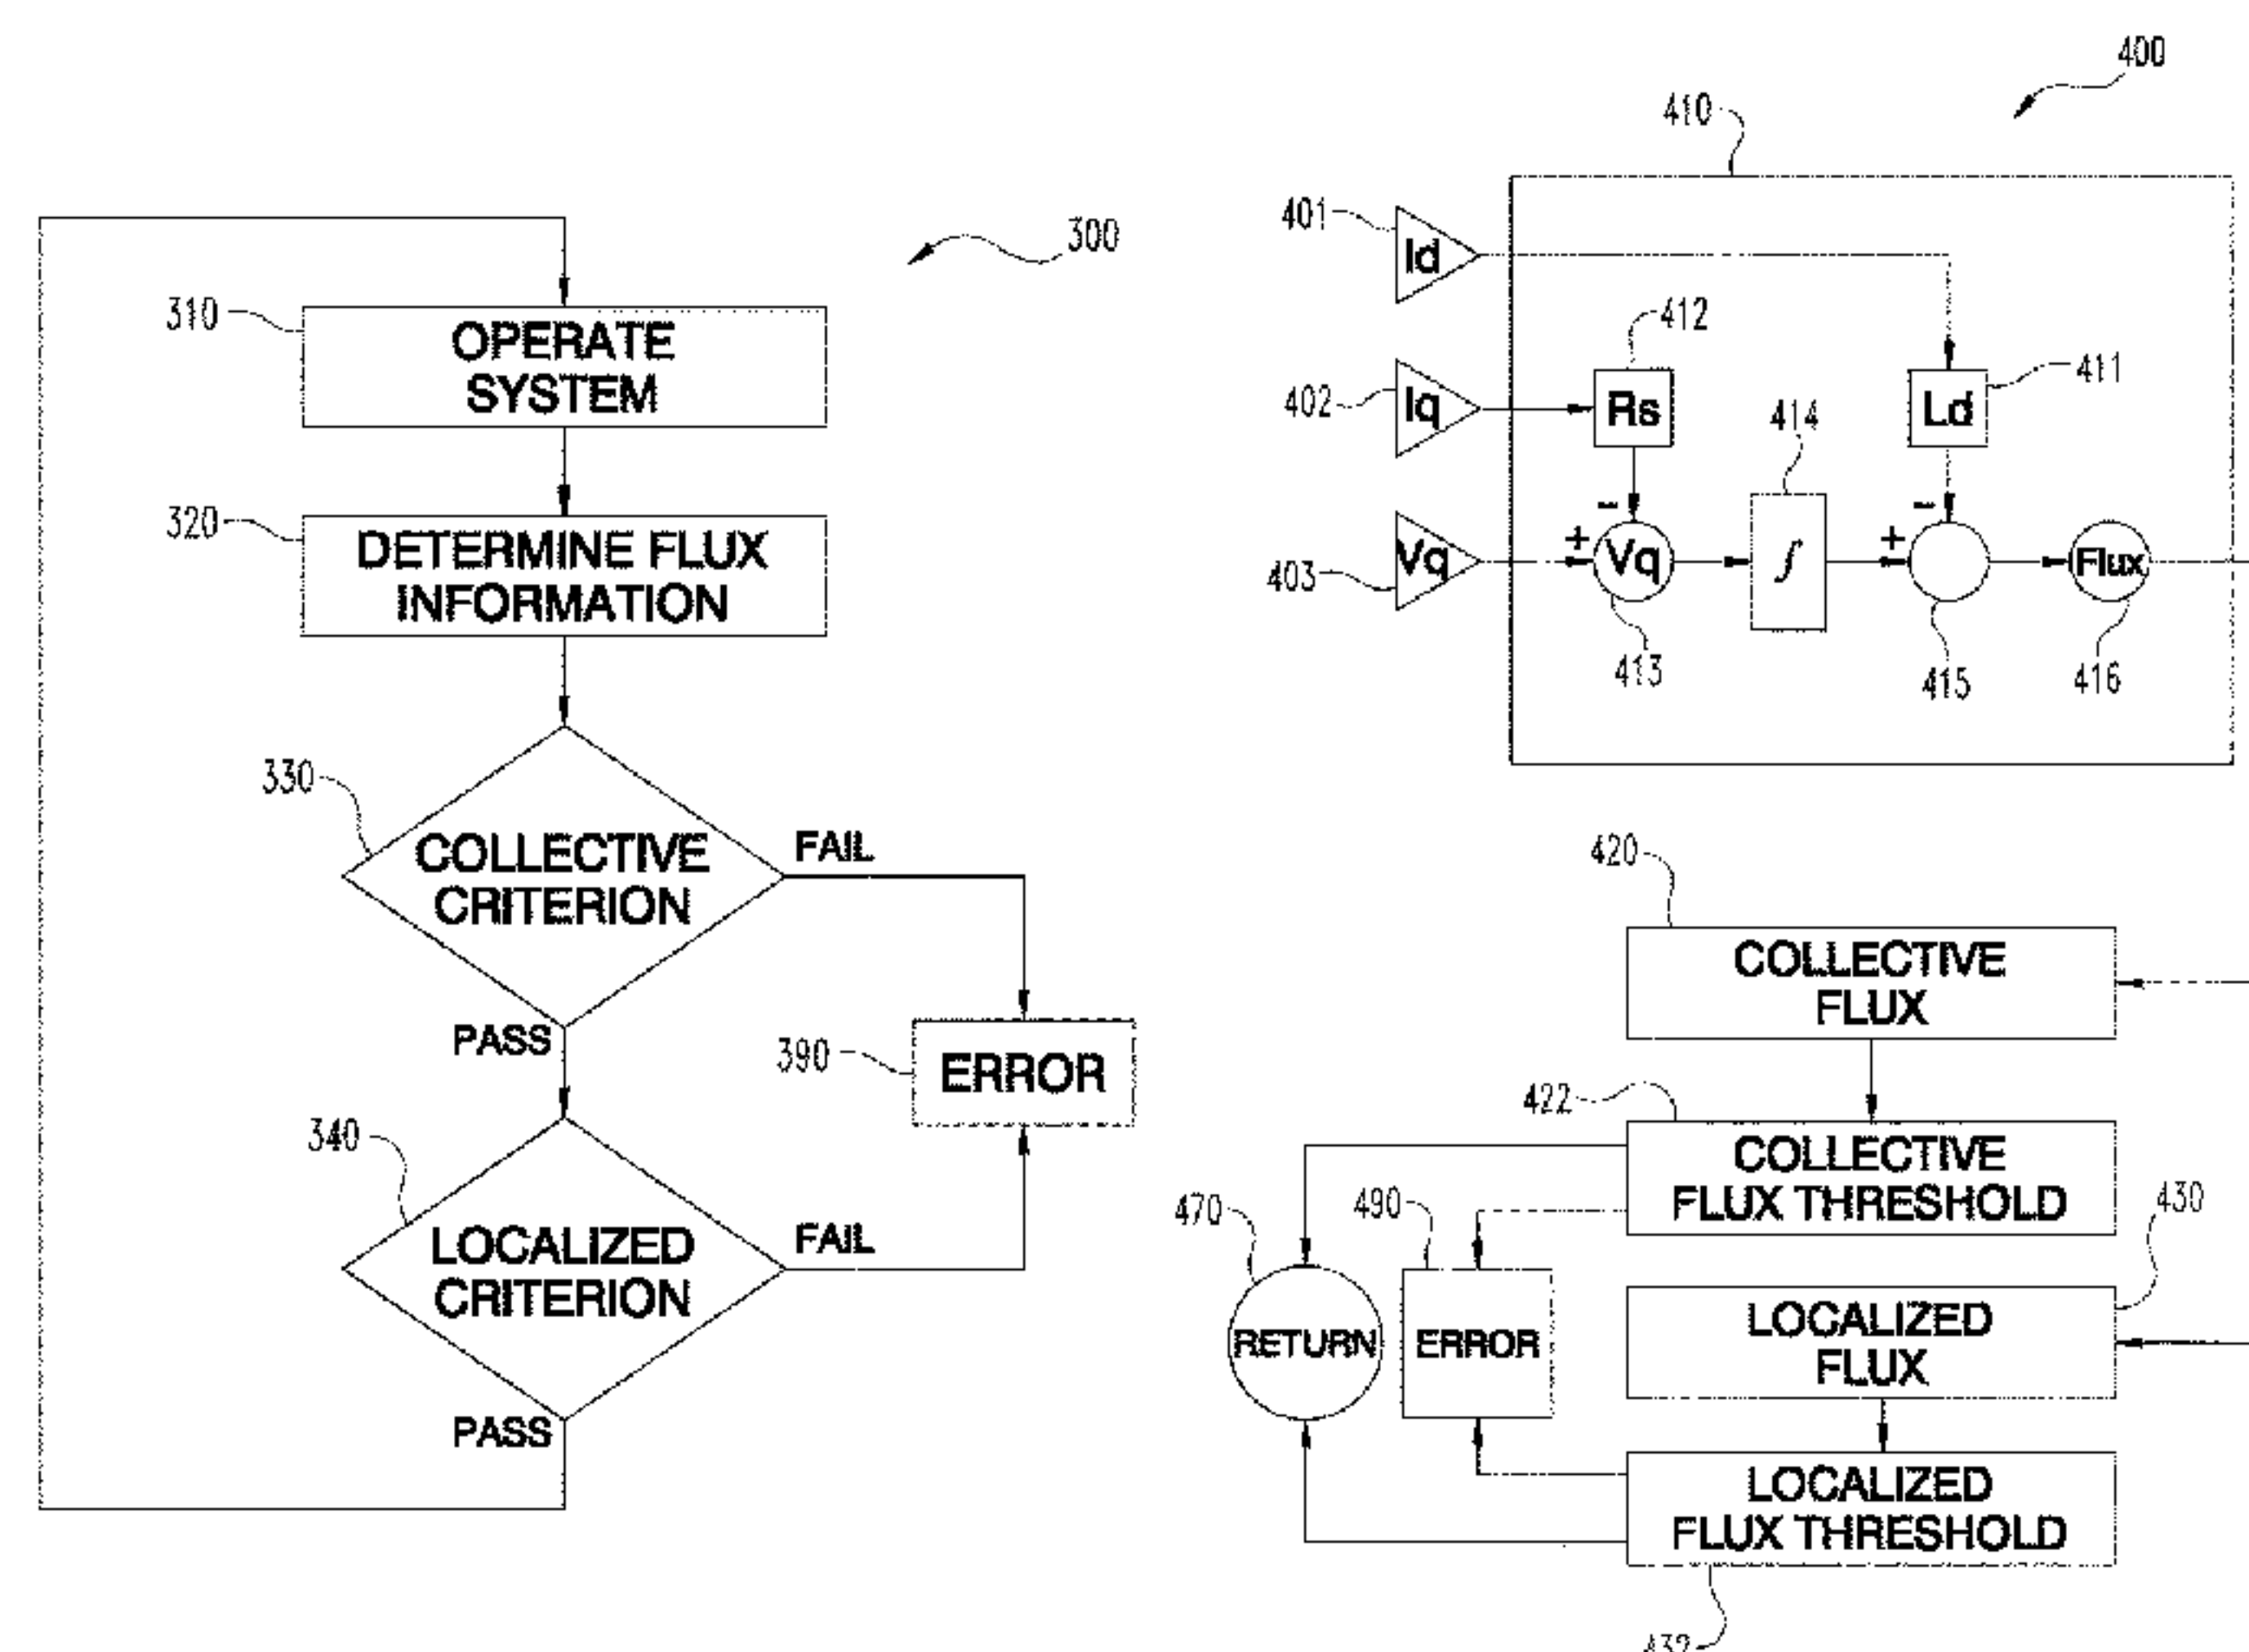 300
310
OPERATE
SYSTEM
320
DETERMINE FLUX
INFORMATION
330
COLLECTIVE
CRITERION
FAIL
PASS
390
ERROR
340
LOCALIZED
CRITERION
FAIL
PASS
400
410
401
Id
412
402
Iq
Rs
414
Ld
411
-
-
403
Vq
+
Vq
∫
+
Flux
413
415
416
420
COLLECTIVE
FLUX
422
COLLECTIVE
FLUX THRESHOLD
470
490
430
RETURN
ERROR
LOCALIZED
FLUX
LOCALIZED
FLUX THRESHOLD
432